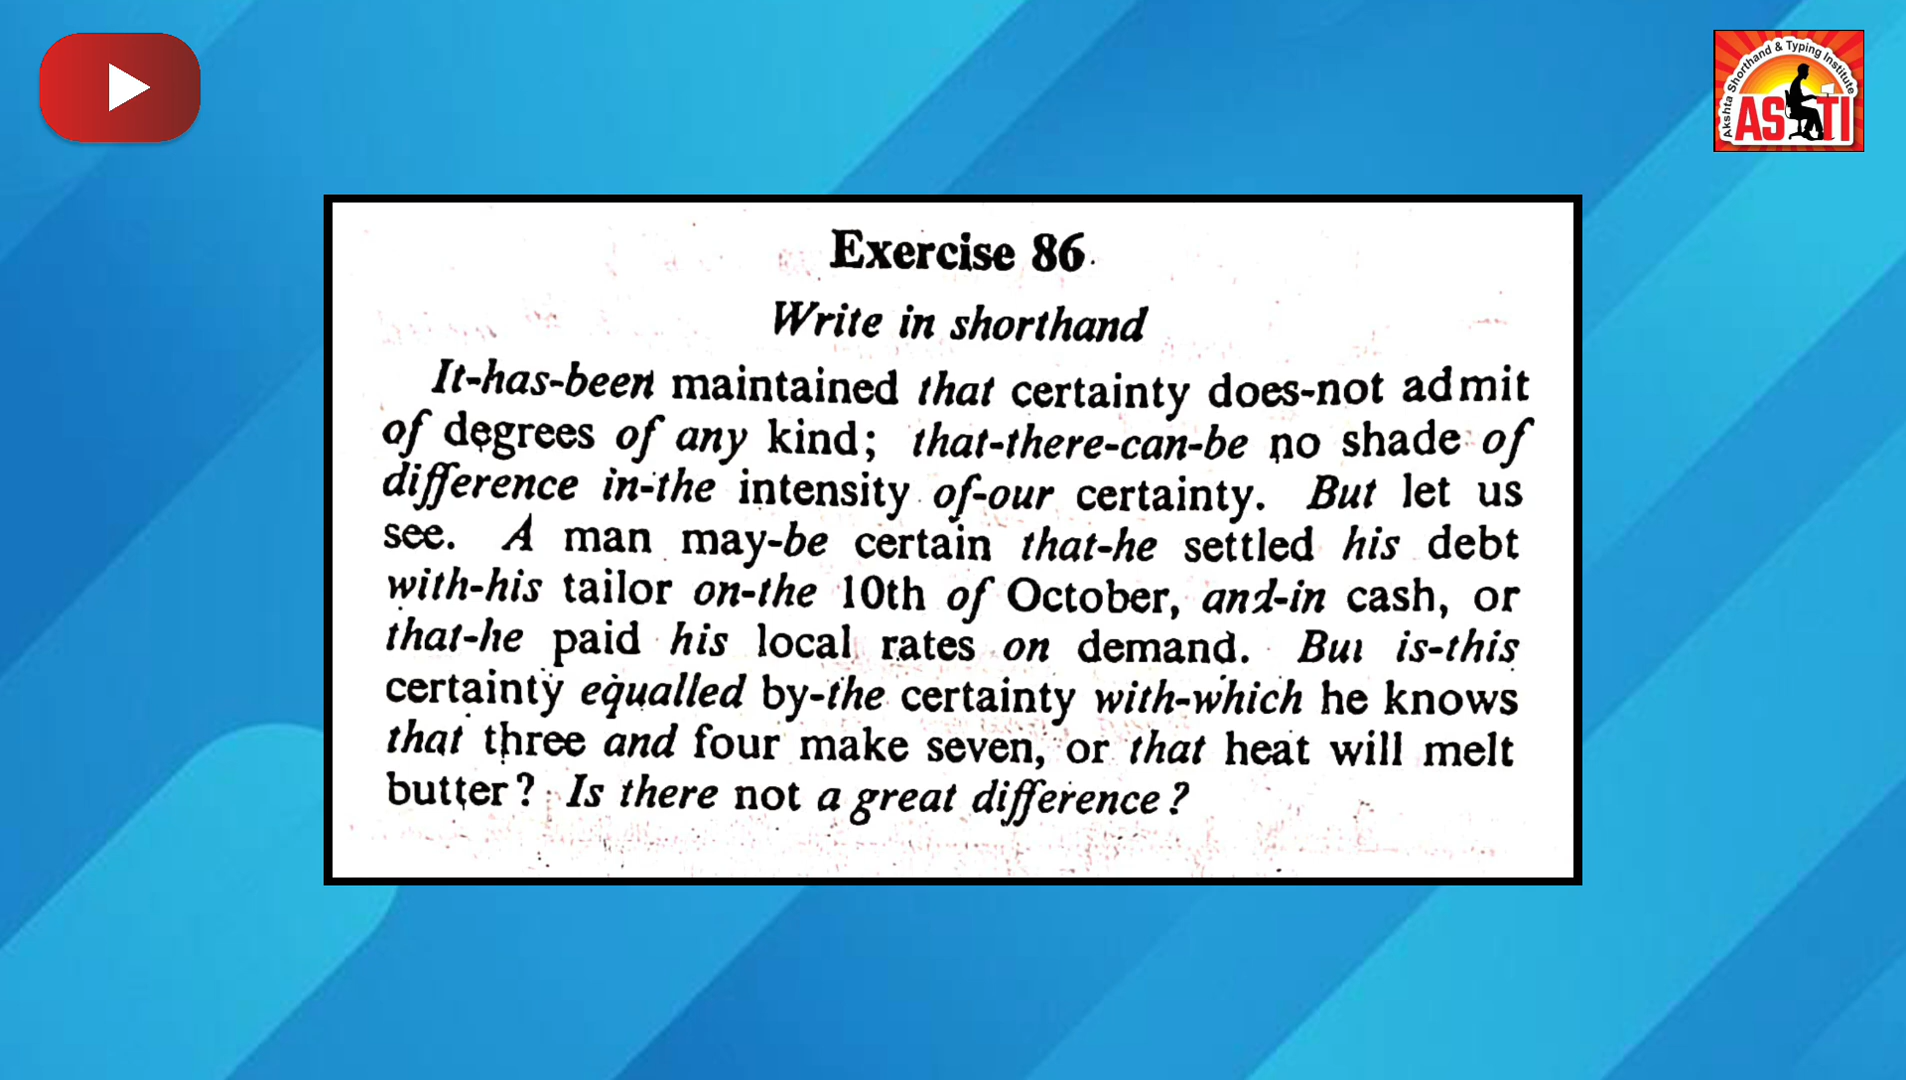 Akshta Shorthand & Typing Institute
ASTI
Exercise 86
Write in shorthand
It-has-been maintained that certainty does-not admit
of degrees of any kind; that-there-can-be no shade of
difference in-the intensity of-our certainty. But let us
see. A man may-be certain that-he settled his debt
with-his tailor on-the 10th of October, and-in cash, or
that-he paid his local rates on demand. But is-this
certainty equalled by-the certainty with-which he knows
that three and four make seven, or that heat will melt
butter? Is there not a great difference?